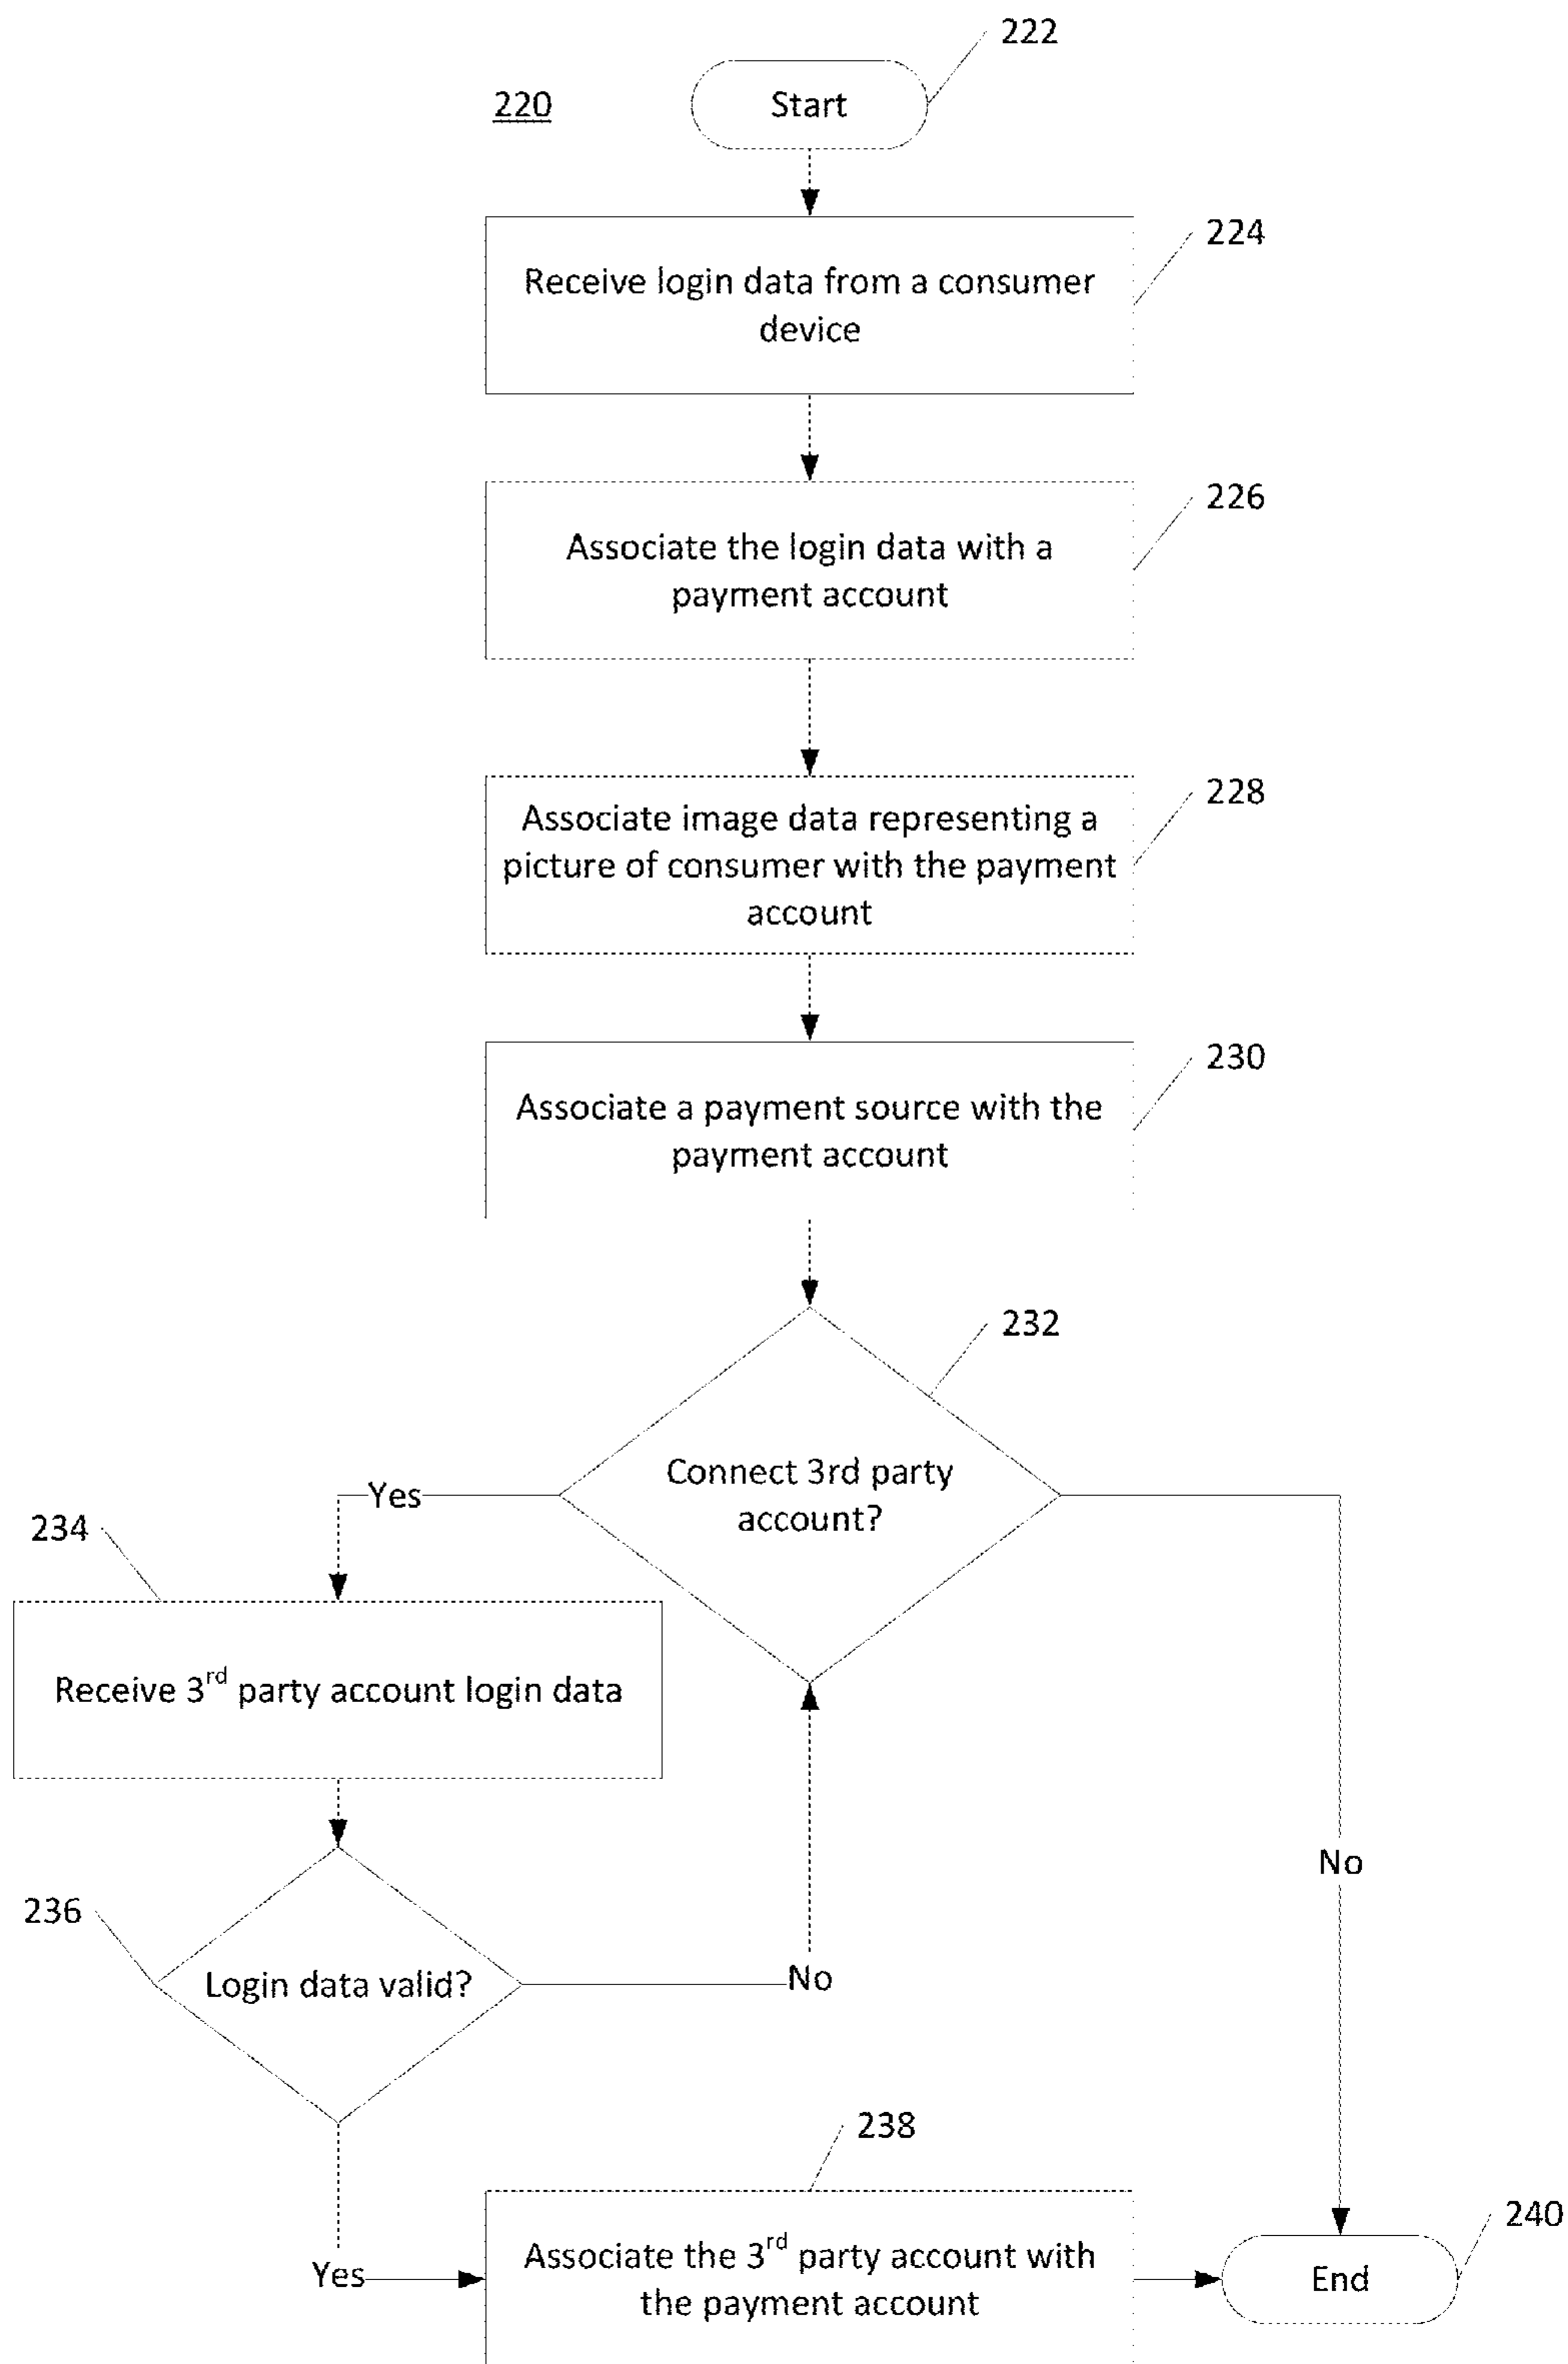 222
220
Start
224
Receive login data from a consumer
device
226
Associate the login data with a
payment account
228
Associate image data representing a
picture of consumer with the payment
account
230
Associate a payment source with the
payment account
232
Connect 3rd party
account?
Yes
234
Receive 3rd party account login data
No
236
Login data valid?
No
238
Yes
Associate the 3rd party account with
the payment account
240
End